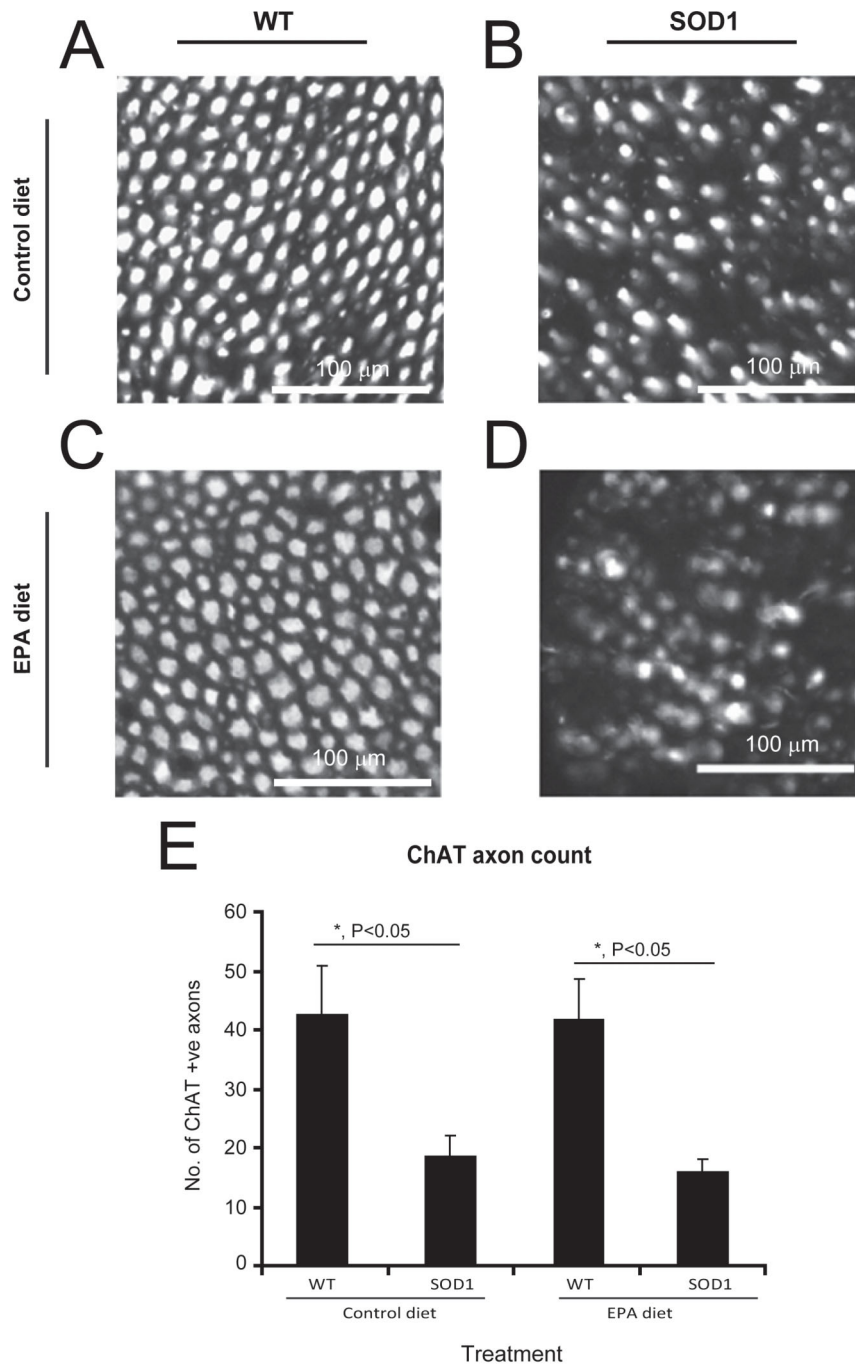 A
WT
B
SOD1
Control diet
100 μm
100 μm
C
D
EPA diet
100 μm
100 μm
E
ChAT axon count
60
50
40
30
20
10
0
No. of ChAT +ve axons
*, P<0.05
*, P<0.05
WT
SOD1
WT
SOD1
Control diet
EPA diet
Treatment